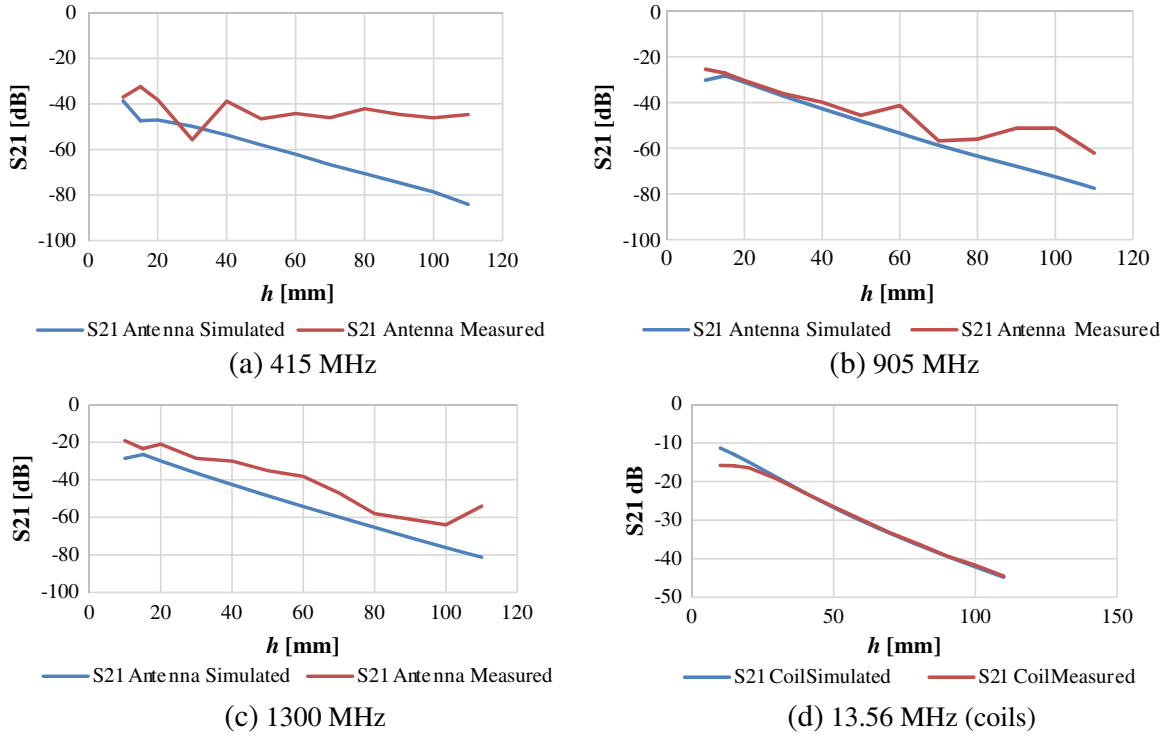 0
-20
-40
-60
-80
-100
S21 [dB]
0 20 40 60 80 100 120
h [mm]
S21 Antenna Simulated S21 Antenna Measured
(a) 415 MHz
0
-20
-40
-60
-80
-100
S21 [dB]
0 20 40 60 80 100 120
h [mm]
S21 Antenna Simulated S21 Antenna Measured
(b) 905 MHz
0
-20
-40
-60
-80
-100
S21 [dB]
0 20 40 60 80 100 120
h [mm]
S21 Antenna Simulated S21 Antenna Measured
(c) 1300 MHz
0
-10
-20
-30
-40
-50
S21 dB
0 50 100 150
h [mm]
S21 CoilSimulated S21 CoilMeasured
(d) 13.56 MHz (coils)